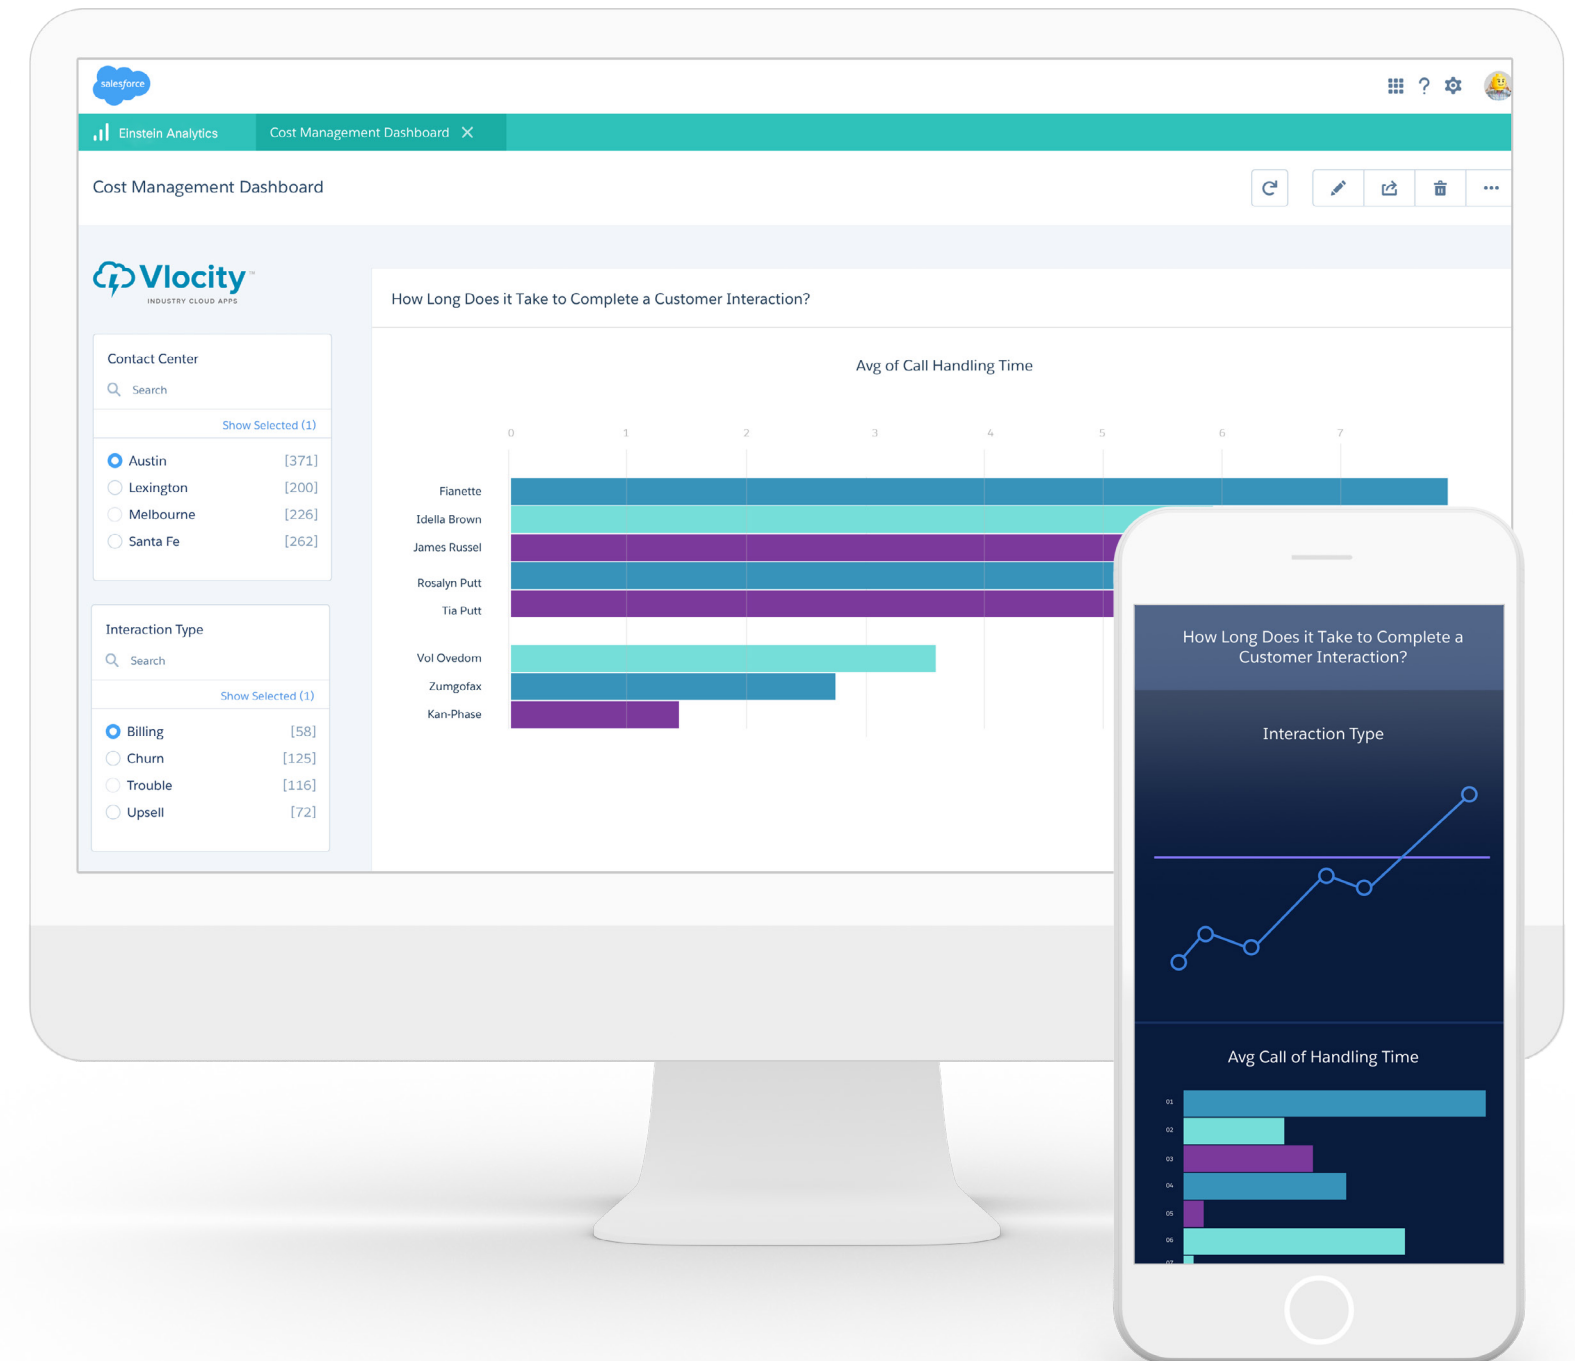 salesforce
?
Einstein Analytics
Cost Management Dashboard
Cost Management Dashboard
Vlocity™
INDUSTRY CLOUD APPS
Contact Center
Search
Show Selected (1)
Austin [371]
Lexington [200]
Melbourne [226]
Santa Fe [262]
Interaction Type
Search
Show Selected (1)
Billing [58]
Churn [125]
Trouble [116]
Upsell [72]
How Long Does it Take to Complete a Customer Interaction?
Avg of Call Handling Time
0 1 2 3 4 5 6 7
Fianette
Idella Brown
James Russel
Rosalyn Putt
Tia Putt
Vol Ovedom
Zumgofax
Kan-Phase
How Long Does it Take to Complete a
Customer Interaction?
Interaction Type
Avg Call of Handling Time
01
02
03
04
05
06
07